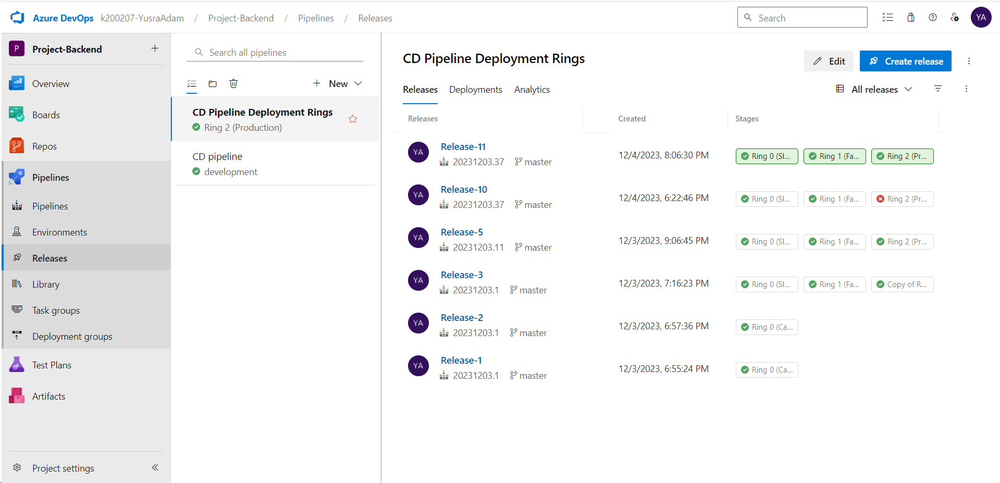 Azure DevOps k200207-YusraAdam / Project-Backend / Pipelines / Releases
Search
YA
P Project-Backend
Overview
Boards
Repos
Pipelines
Pipelines
Environments
Releases
Library
Task groups
Deployment groups
Test Plans
Artifacts
Project settings
Search all pipelines
New
CD Pipeline Deployment Rings
Ring 2 (Production)
CD pipeline
development
CD Pipeline Deployment Rings
Edit
Create release
Releases Deployments Analytics
All releases
Releases Created Stages
YA Release-11 12/4/2023, 8:06:30 PM Ring 0 (Sl... Ring 1 (Fa... Ring 2 (Pr...
20231203.37 master
YA Release-10 12/4/2023, 6:22:46 PM Ring 0 (Sl... Ring 1 (Fa... Ring 2 (Pr...
20231203.37 master
YA Release-5 12/3/2023, 9:06:45 PM Ring 0 (Sl... Ring 1 (Fa... Ring 2 (Pr...
20231203.11 master
YA Release-3 12/3/2023, 7:16:23 PM Ring 0 (Sl... Ring 1 (Fa... Copy of R...
20231203.1 master
YA Release-2 12/3/2023, 6:57:36 PM Ring 0 (Ca...
20231203.1 master
YA Release-1 12/3/2023, 6:55:24 PM Ring 0 (Ca...
20231203.1 master